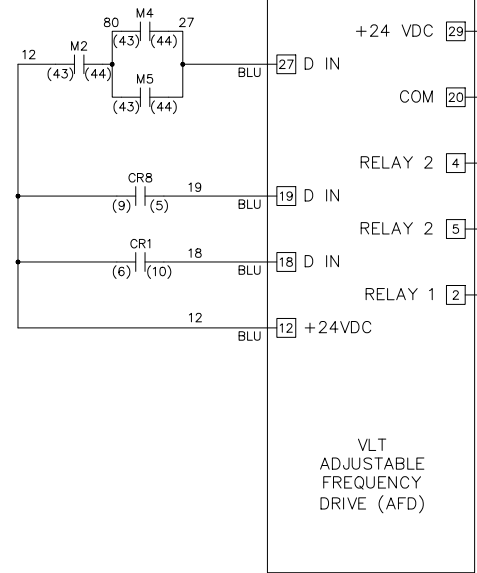 80 M4 27
(43) (44)
+24 VDC 29
12 M2
(43) (44)
27 D IN
BLU
M5
(43) (44)
COM 20
RELAY 2 4
CR8 19
(9) (5)
BLU
19 D IN
RELAY 2 5
CR1 18
(6) (10)
BLU
18 D IN
RELAY 1 2
12
BLU
12 +24VDC
VLT
ADJUSTABLE
FREQUENCY
DRIVE (AFD)